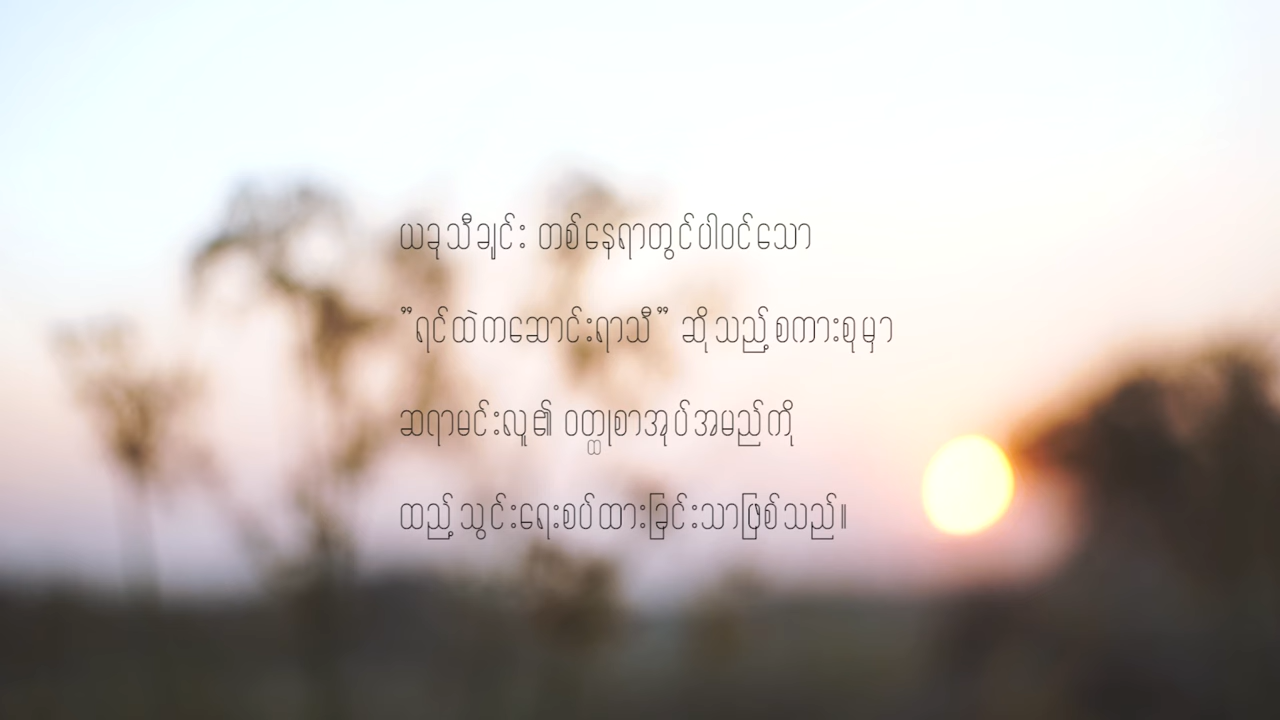 ယခုသီချင်း တစ်နေရာတွင်ပါဝင်သော
”ရင်ထဲကဆောင်းရာသီ” ဆိုသည့်စကားစုမှာ
ဆရာမင်းလူ၏ ဝတ္ထုစာအုပ်အမည်ကို
ထည့်သွင်းရေးစပ်ထားခြင်းသာဖြစ်သည်။